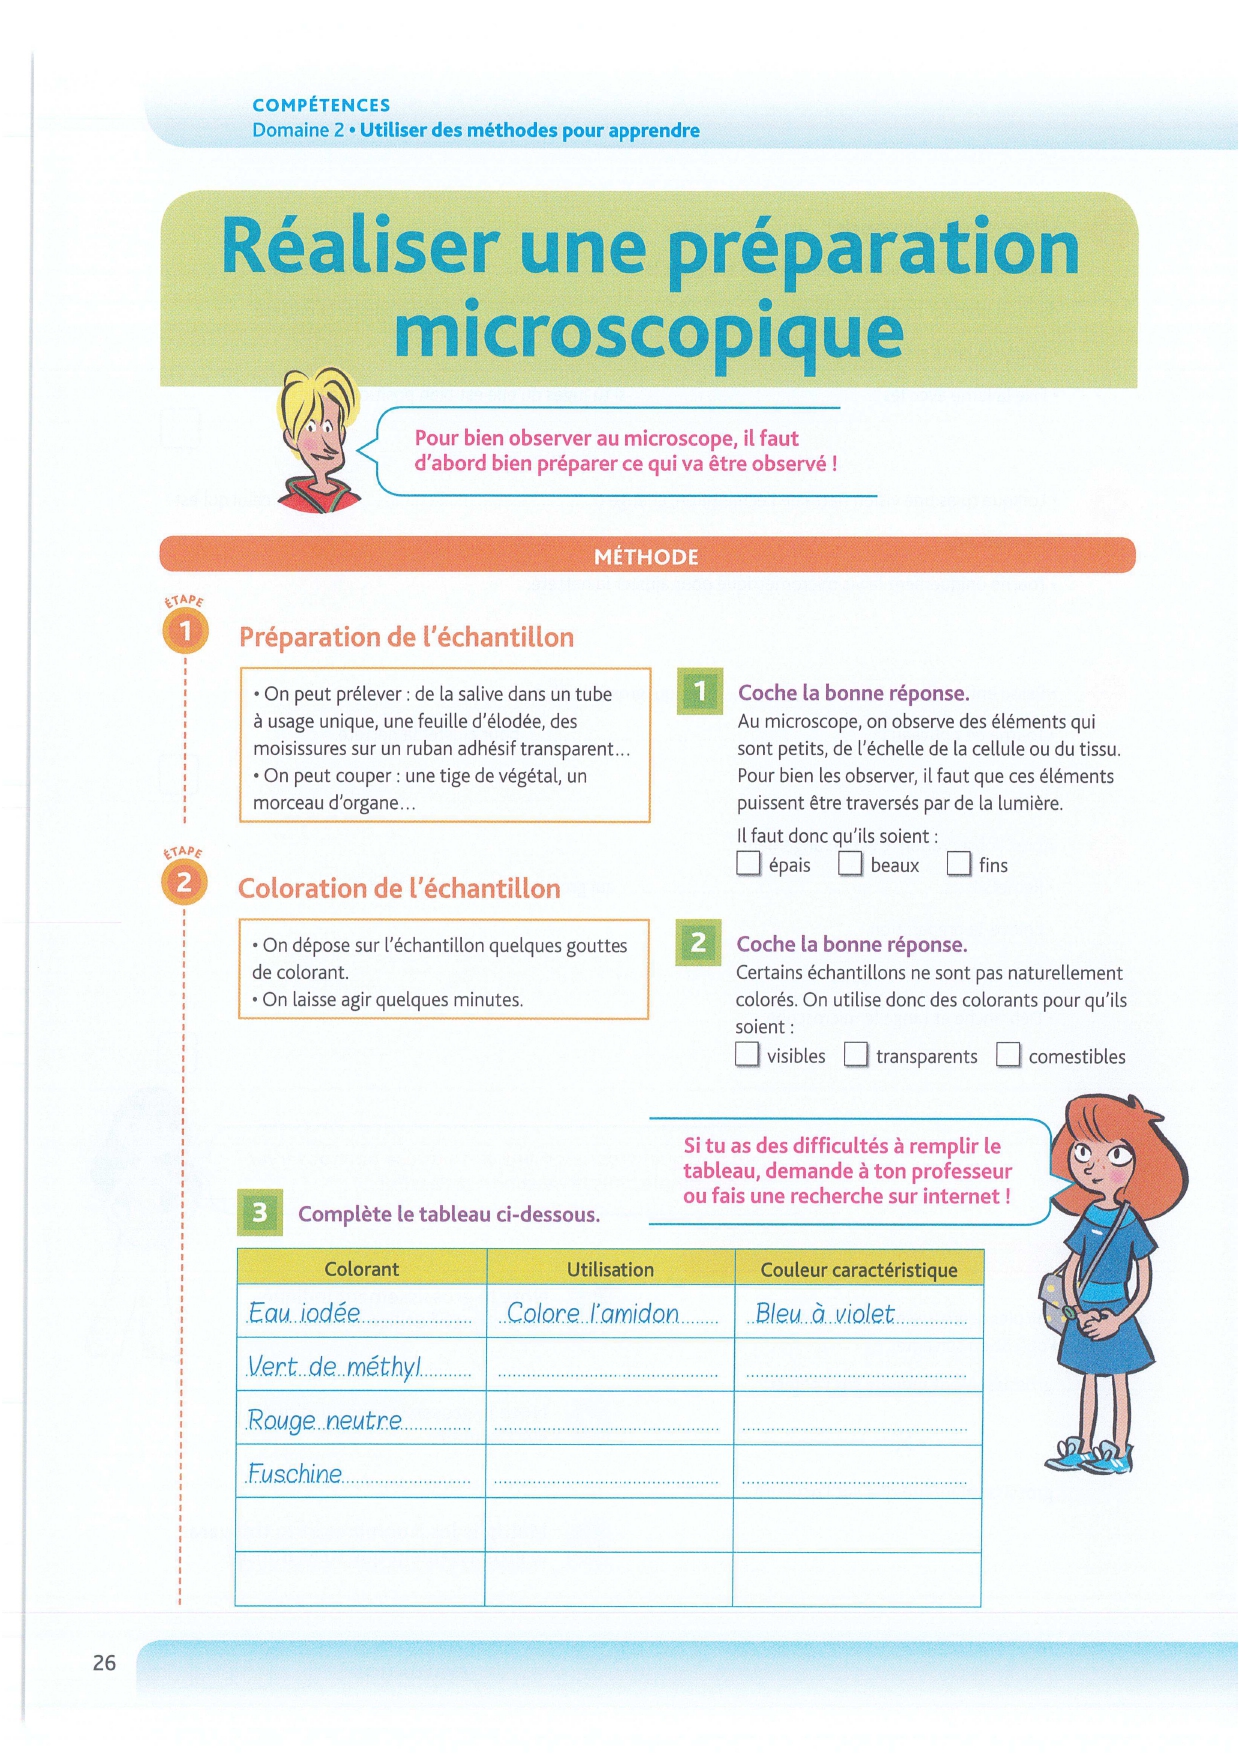 COMPÉTENCES
Domaine 2 • Utiliser des méthodes pour apprendre
Réaliser une préparation
microscopique
Pour bien observer au microscope, il faut
d'abord bien préparer ce qui va être observé !
MÉTHODE
ÉTAPE
1
Préparation de l'échantillon
• On peut prélever : de la salive dans un tube
à usage unique, une feuille d'élodée, des
moisissures sur un ruban adhésif transparent...
• On peut couper : une tige de végétal, un
morceau d'organe...
1 Coche la bonne réponse.
Au microscope, on observe des éléments qui
sont petits, de l'échelle de la cellule ou du tissu.
Pour bien les observer, il faut que ces éléments
puissent être traversés par de la lumière.
Il faut donc qu'ils soient :
épais beaux fins
ÉTAPE
2
Coloration de l'échantillon
• On dépose sur l'échantillon quelques gouttes
de colorant.
• On laisse agir quelques minutes.
2 Coche la bonne réponse.
Certains échantillons ne sont pas naturellement
colorés. On utilise donc des colorants pour qu'ils
soient :
visibles transparents comestibles
Si tu as des difficultés à remplir le
tableau, demande à ton professeur
ou fais une recherche sur internet !
3 Complète le tableau ci-dessous.
Colorant Utilisation Couleur caractéristique
Eau iodée Colore l'amidon Bleu à violet
Vert de méthyl
Rouge neutre
Fuschine
26